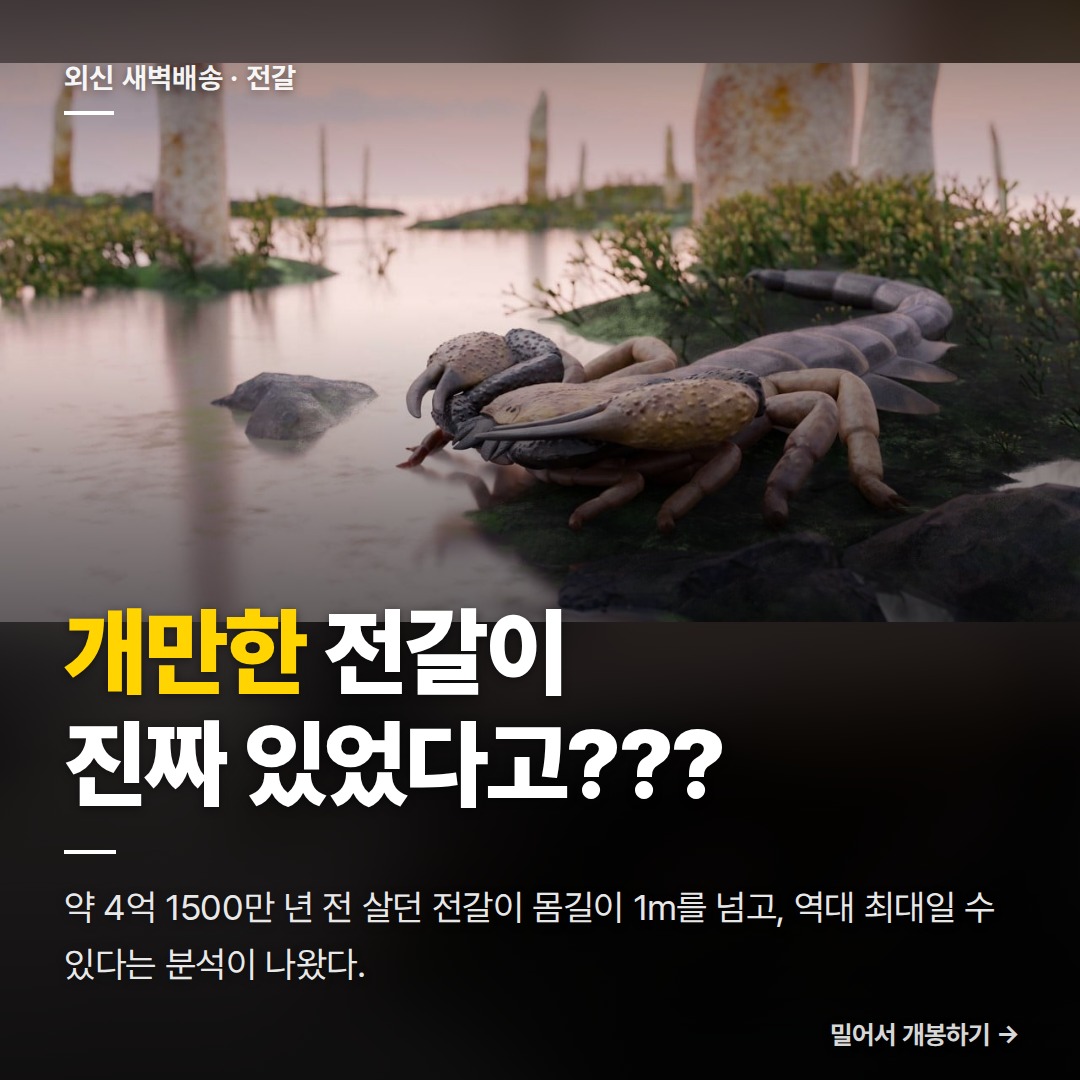 외신 새벽배송 · 전갈
개만한 전갈이
진짜 있었다고???
약 4억 1500만 년 전 살던 전갈이 몸길이 1m를 넘고, 역대 최대일 수
있다는 분석이 나왔다.
밀어서 개봉하기 →